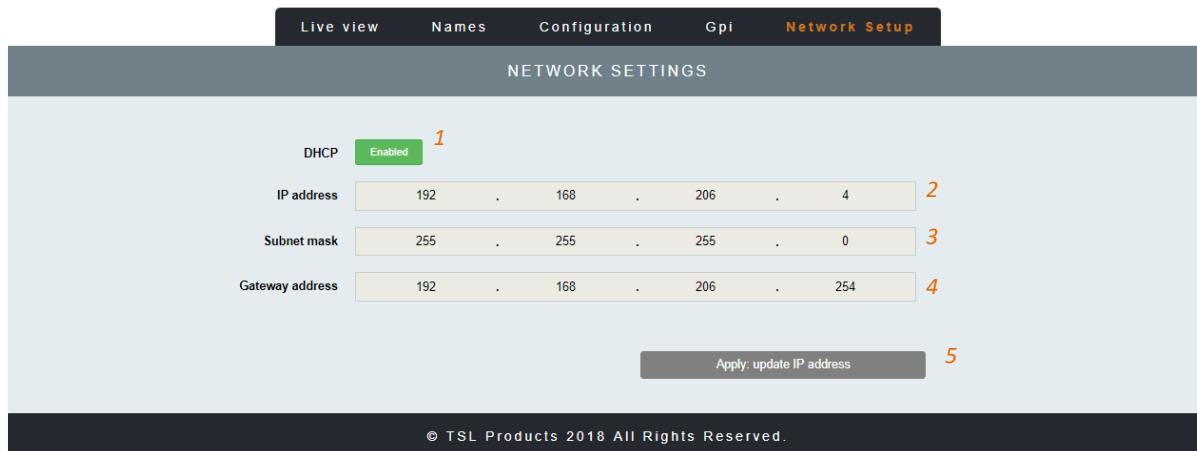 Live view Names Configuration Gpi Network Setup
NETWORK SETTINGS
DHCP Enabled 1
IP address 192 . 168 . 206 . 4 2
Subnet mask 255 . 255 . 255 . 0 3
Gateway address 192 . 168 . 206 . 254 4
Apply: update IP address 5
© TSL Products 2018 All Rights Reserved.